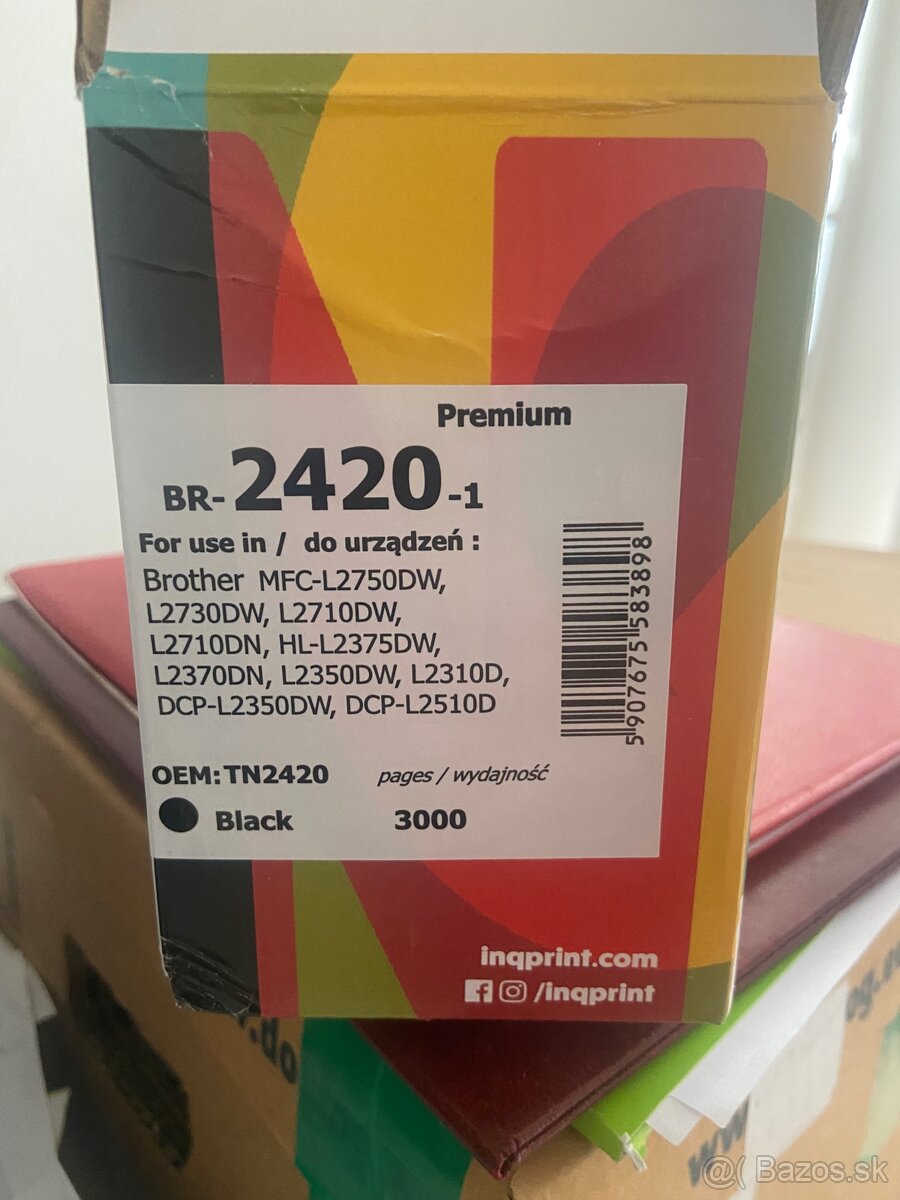 Premium
BR-2420-1
For use in / do urządzeń :
Brother MFC-L2750DW,
L2730DW, L2710DW,
L2710DN, HL-L2375DW,
L2370DN, L2350DW, L2310D,
DCP-L2350DW, DCP-L2510D
5907675583898
OEM: TN2420 pages / wydajność
Black 3000
inqprint.com
/inqprint
@( Bazos.sk